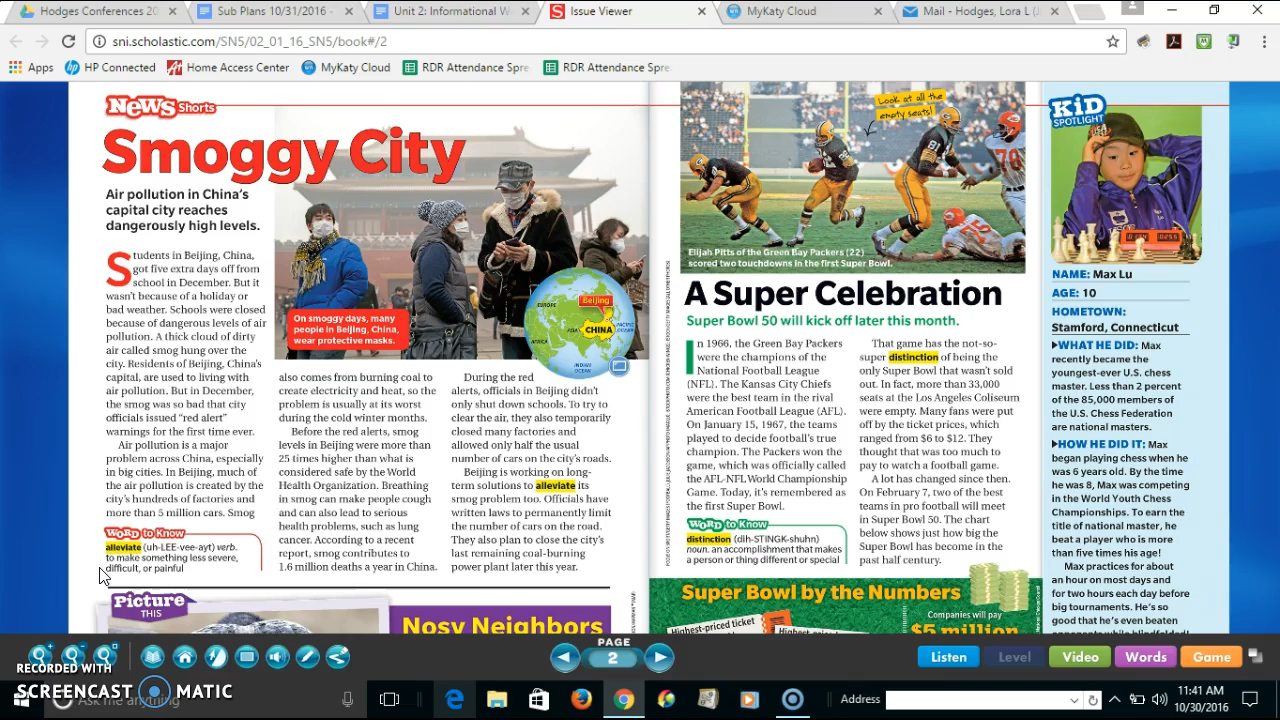 Hodges Conferences 20
Sub Plans 10/31/2016 -
Unit 2: Informational W
Issue Viewer
MyKaty Cloud
Mail - Hodges, Lora L (
sni.scholastic.com/SN5/02_01_16_SN5/book#/2
Apps
HP Connected
Home Access Center
MyKaty Cloud
RDR Attendance Spre
RDR Attendance Spre
NeWS Shorts
Smoggy City
Air pollution in China's
capital city reaches
dangerously high levels.
Students in Beijing, China,
got five extra days off from
school in December. But it
wasn't because of a holiday or
bad weather. Schools were closed
because of dangerous levels of air
pollution. A thick cloud of dirty
air called smog hung over the
city. Residents of Beijing, China's
capital, are used to living with
air pollution. But in December,
the smog was so bad that city
officials issued "red alert"
warnings for the first time ever.
Air pollution is a major
problem across China, especially
in big cities. In Beijing, much of
the air pollution is created by the
city's hundreds of factories and
more than 5 million cars. Smog
WORD to Know
alleviate (uh-LEE-vee-ayt) verb.
to make something less severe,
difficult, or painful
On smoggy days, many
people in Beijing, China,
wear protective masks.
EUROPE
ASIA
Beijing
CHINA
PACIFIC
OCEAN
AFRICA
INDIAN
OCEAN
also comes from burning coal to
create electricity and heat, so the
problem is usually at its worst
during the cold winter months.
Before the red alerts, smog
levels in Beijing were more than
25 times higher than what is
considered safe by the World
Health Organization. Breathing
in smog can make people cough
and can also lead to serious
health problems, such as lung
cancer. According to a recent
report, smog contributes to
1.6 million deaths a year in China.
During the red
alerts, officials in Beijing didn't
only shut down schools. To try to
clear the air, they also temporarily
closed many factories and
allowed only half the usual
number of cars on the city's roads.
Beijing is working on long-
term solutions to alleviate its
smog problem too. Officials have
written laws to permanently limit
the number of cars on the road.
They also plan to close the city's
last remaining coal-burning
power plant later this year.
Picture
THIS
Nosy Neighbors
Look at all the
empty seats!
22
81
78
76
Elijah Pitts of the Green Bay Packers (22)
scored two touchdowns in the first Super Bowl.
A Super Celebration
Super Bowl 50 will kick off later this month.
In 1966, the Green Bay Packers
were the champions of the
National Football League
(NFL). The Kansas City Chiefs
were the best team in the rival
American Football League (AFL).
On January 15, 1967, the teams
played to decide football's true
champion. The Packers won the
game, which was officially called
the AFL-NFL World Championship
Game. Today, it's remembered as
the first Super Bowl.
WORD to Know
distinction (dih-STINGK-shuhn)
noun. an accomplishment that makes
a person or thing different or special
That game has the not-so-
super distinction of being the
only Super Bowl that wasn't sold
out. In fact, more than 33,000
seats at the Los Angeles Coliseum
were empty. Many fans were put
off by the ticket prices, which
ranged from $6 to $12. They
thought that was too much to
pay to watch a football game.
A lot has changed since then.
On February 7, two of the best
teams in pro football will meet
in Super Bowl 50. The chart
below shows just how big the
Super Bowl has become in the
past half century.
Super Bowl by the Numbers
Highest-priced ticket
Highest-priced
Companies will pay
$5 million
KiD
SPOTLIGHT
NAME: Max Lu
AGE: 10
HOMETOWN:
Stamford, Connecticut
WHAT HE DID: Max
recently became the
youngest-ever U.S. chess
master. Less than 2 percent
of the 85,000 members of
the U.S. Chess Federation
are national masters.
HOW HE DID IT: Max
began playing chess when he
was 6 years old. By the time
he was 8, Max was competing
in the World Youth Chess
Championships. To earn the
title of national master, he
beat a player who is more
than five times his age!
Max practices for about
an hour on most days and
for two hours each day before
big tournaments. He's so
good that he's even beaten
opponents while blindfolded!
PAGE
2
Listen
Level
Video
Words
Game
RECORDED WITH
SCREENCAST MATIC
Ask me anything
Address
11:41 AM
10/30/2016